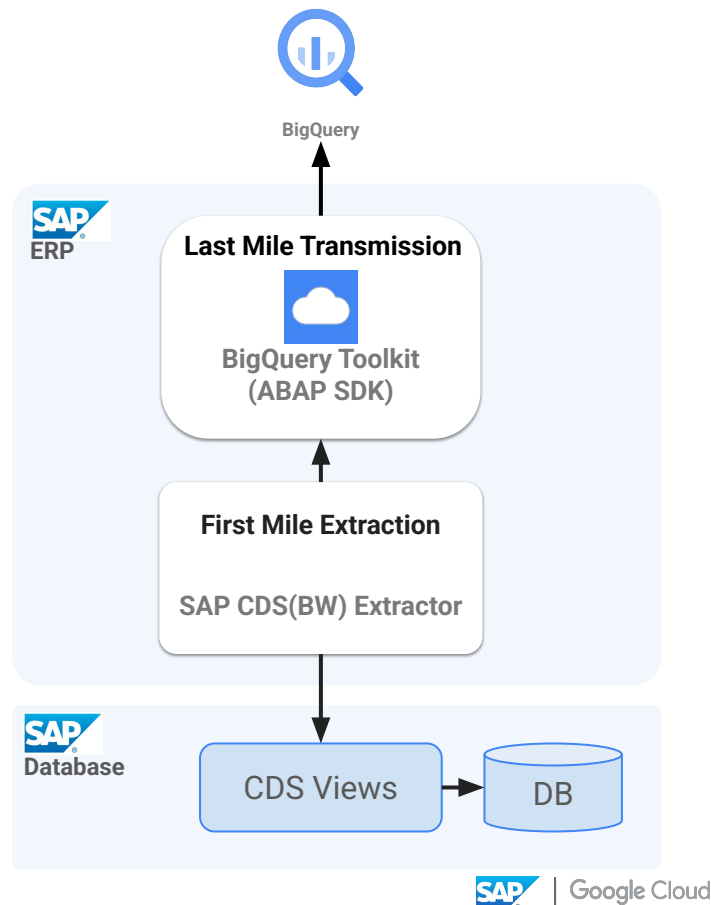 BigQuery
SAP
ERP
Last Mile Transmission
BigQuery Toolkit
(ABAP SDK)
First Mile Extraction
SAP CDS(BW) Extractor
SAP
Database
CDS Views
DB
SAP
Google Cloud